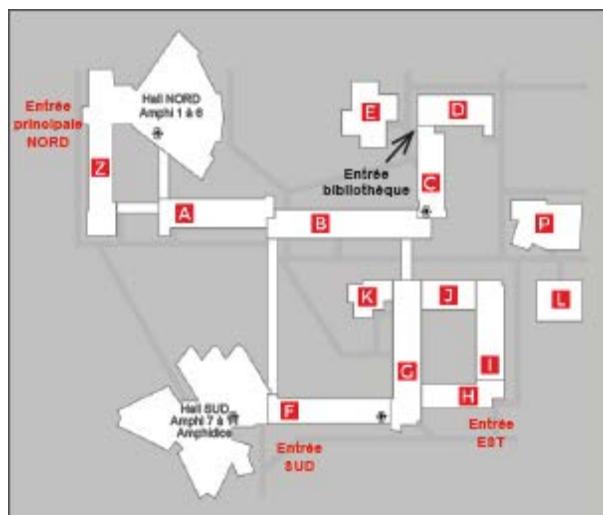 Hall NORD
Amphi 1 à 6
Entrée
principale
NORD
Z
A
B
E
D
Entrée
bibliothèque
C
P
K
J
L
G
I
H
Hall SUD
Amphi 7 à 11
Amphidice
F
Entrée
SUD
Entrée
EST